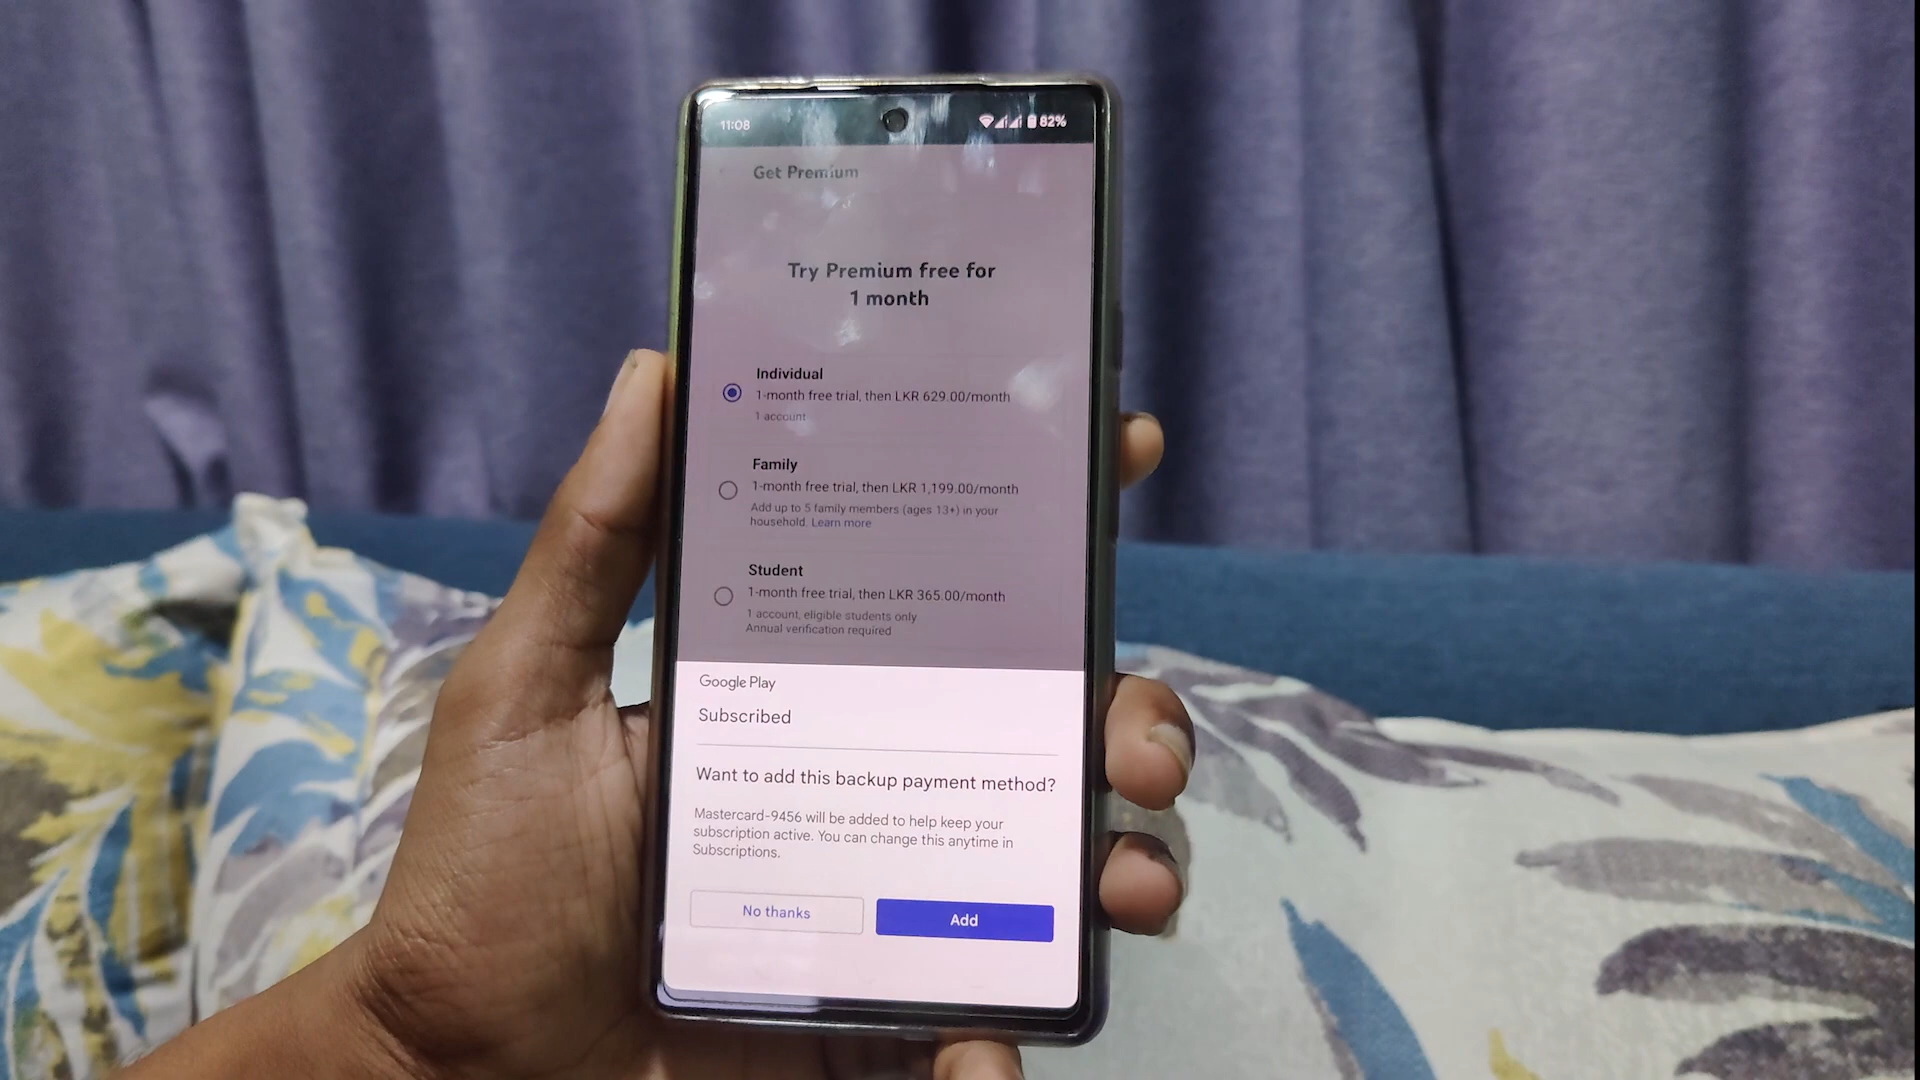 11:08
82%
Get Premium
Try Premium free for
1 month
Individual
1-month free trial, then LKR 629.00/month
1 account
Family
1-month free trial, then LKR 1,199.00/month
Add up to 5 family members (ages 13+) in your
household. Learn more
Student
1-month free trial, then LKR 365.00/month
1 account, eligible students only
Annual verification required
Google Play
Subscribed
Want to add this backup payment method?
Mastercard-9456 will be added to help keep your
subscription active. You can change this anytime in
Subscriptions.
No thanks
Add